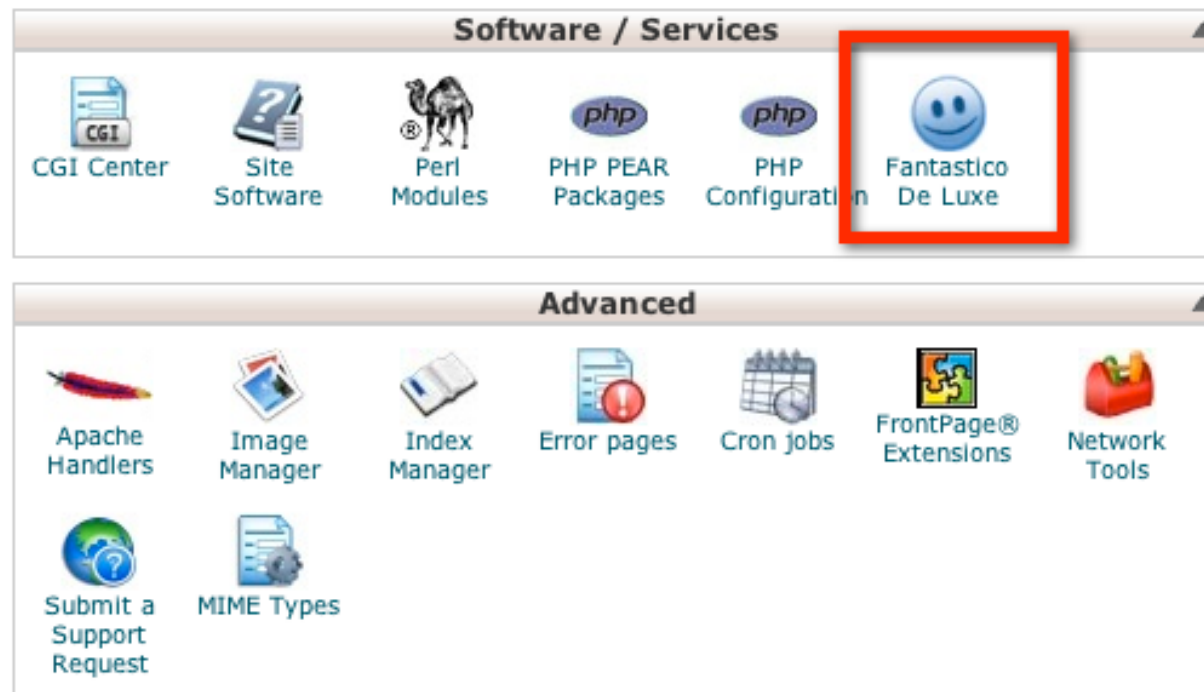 Software / Services
CGI
?
®
php
php
CGI Center
Site
Software
Perl
Modules
PHP PEAR
Packages
PHP
Configuration
Fantastico
De Luxe
Advanced
!
Apache
Handlers
Image
Manager
Index
Manager
Error pages
Cron jobs
FrontPage®
Extensions
Network
Tools
?
Submit a
Support
Request
MIME Types